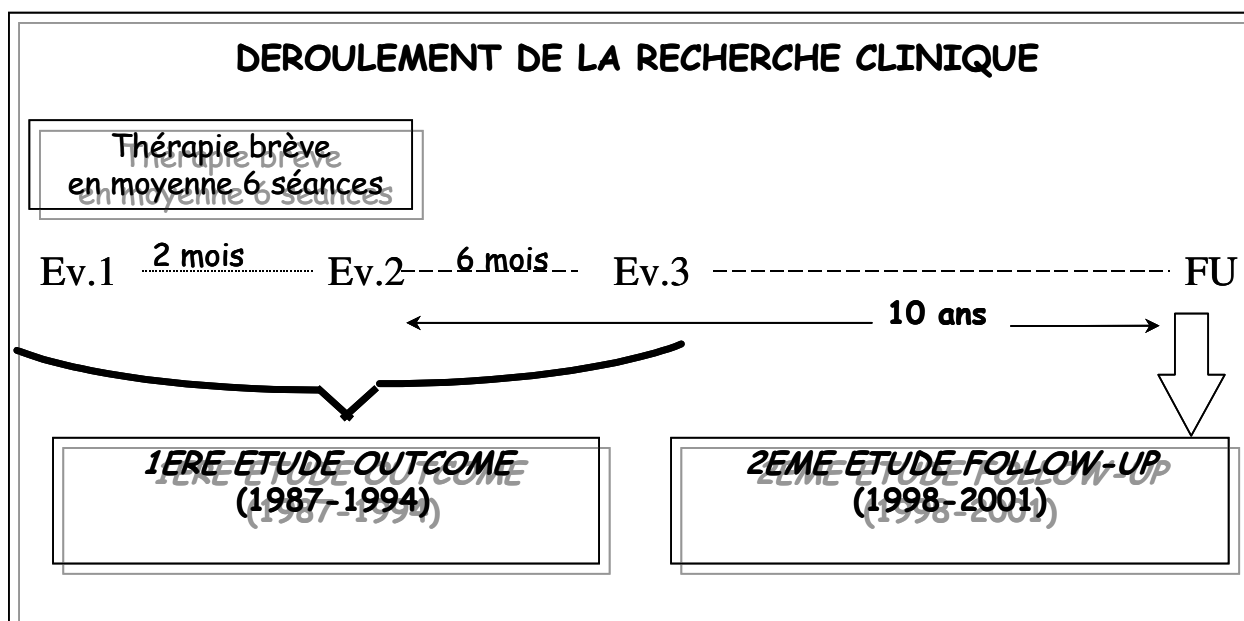 DEROULEMENT DE LA RECHERCHE CLINIQUE
Thérapie brève
en moyenne 6 séances
Ev.1 2 mois Ev.2 6 mois Ev.3 FU
10 ans
1ERE ETUDE OUTCOME
(1987-1994)
2EME ETUDE FOLLOW-UP
(1998-2001)